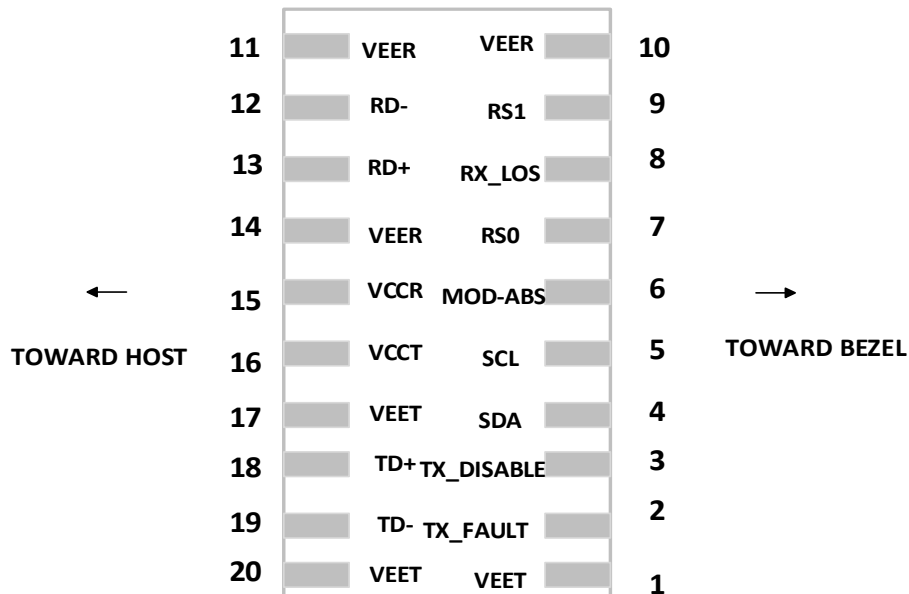 11 VEER VEER 10
12 RD- RS1 9
13 RD+ RX_LOS 8
14 VEER RS0 7
15 VCCR MOD-ABS 6
TOWARD HOST TOWARD BEZEL
16 VCCT SCL 5
17 VEET SDA 4
18 TD+ TX_DISABLE 3
19 TD- TX_FAULT 2
20 VEET VEET 1